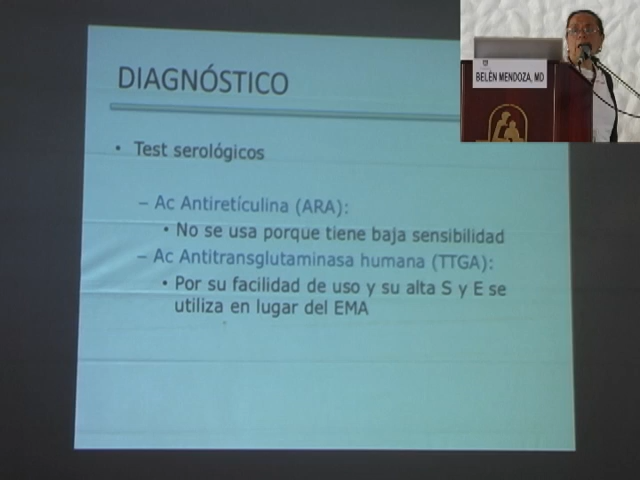 DIAGNÓSTICO
• Test serológicos
– Ac Antiretículina (ARA):
• No se usa porque tiene baja sensibilidad
– Ac Antitransglutaminasa humana (TTGA):
• Por su facilidad de uso y su alta S y E se
utiliza en lugar del EMA
BELÉN MENDOZA, MD